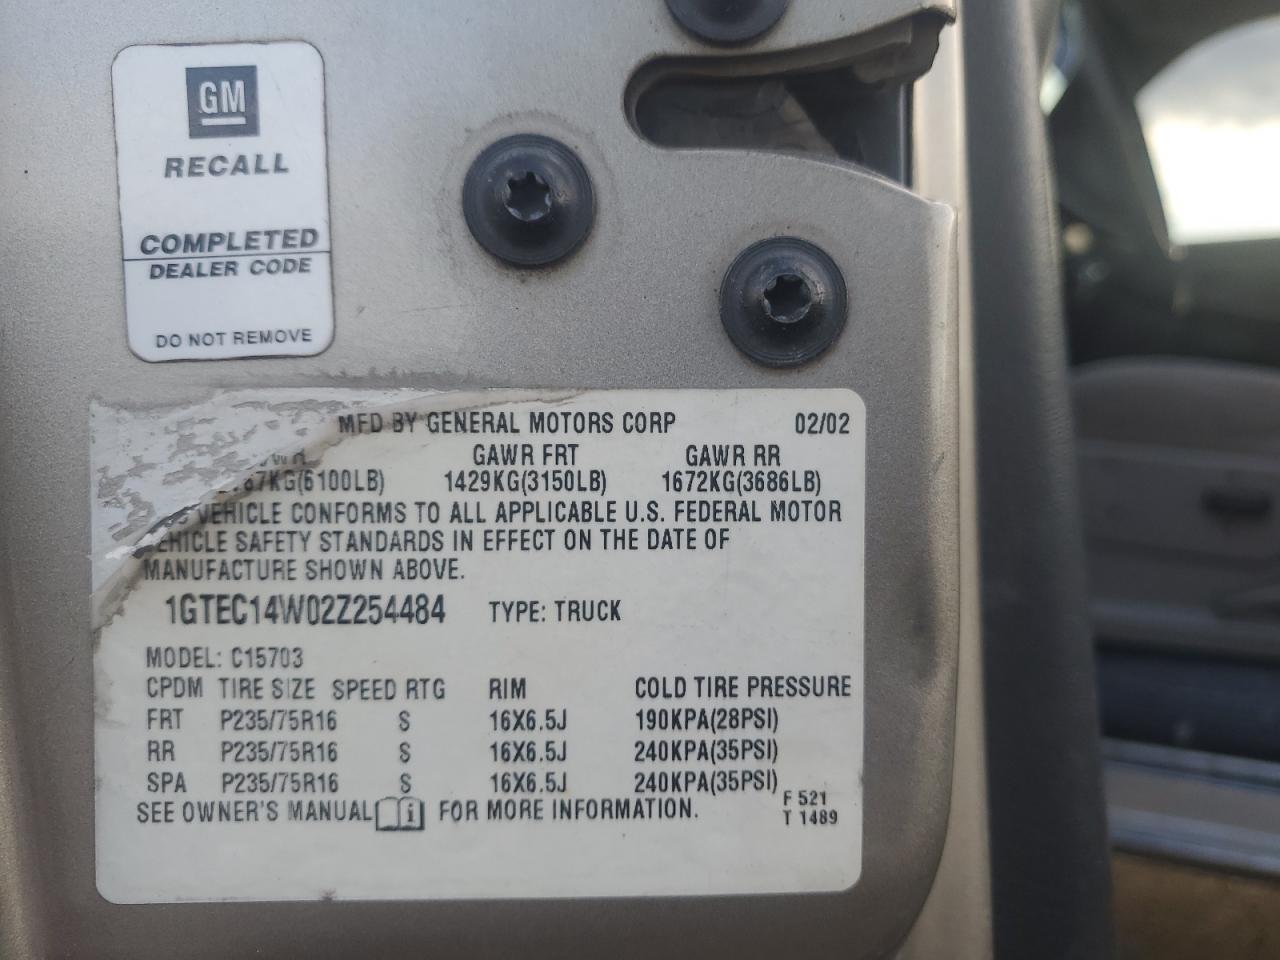 GM
RECALL
COMPLETED
DEALER CODE
DO NOT REMOVE
MFD BY GENERAL MOTORS CORP 02/02
GAWR FRT GAWR RR
67KG(6100LB) 1429KG(3150LB) 1672KG(3686LB)
VEHICLE CONFORMS TO ALL APPLICABLE U.S. FEDERAL MOTOR
VEHICLE SAFETY STANDARDS IN EFFECT ON THE DATE OF
MANUFACTURE SHOWN ABOVE.
1GTEC14W02Z254484 TYPE: TRUCK
MODEL: C15703
CPDM TIRE SIZE SPEED RTG RIM COLD TIRE PRESSURE
FRT P235/75R16 S 16X6.5J 190KPA(28PSI)
RR P235/75R16 S 16X6.5J 240KPA(35PSI)
SPA P235/75R16 S 16X6.5J 240KPA(35PSI)
SEE OWNER'S MANUAL i FOR MORE INFORMATION.
F 521
T 1489